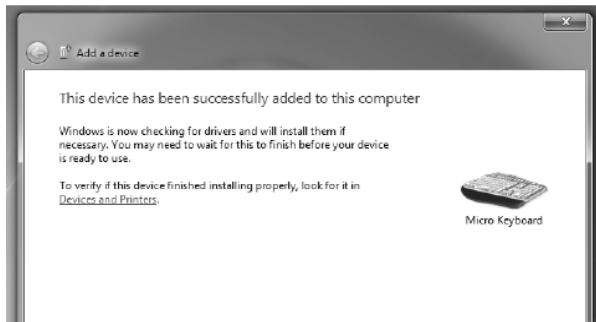 Add a device
This device has been successfully added to this computer
Windows is now checking for drivers and will install them if
necessary. You may need to wait for this to finish before your device
is ready to use.
To verify if this device finished installing properly, look for it in
Devices and Printers.
Micro Keyboard